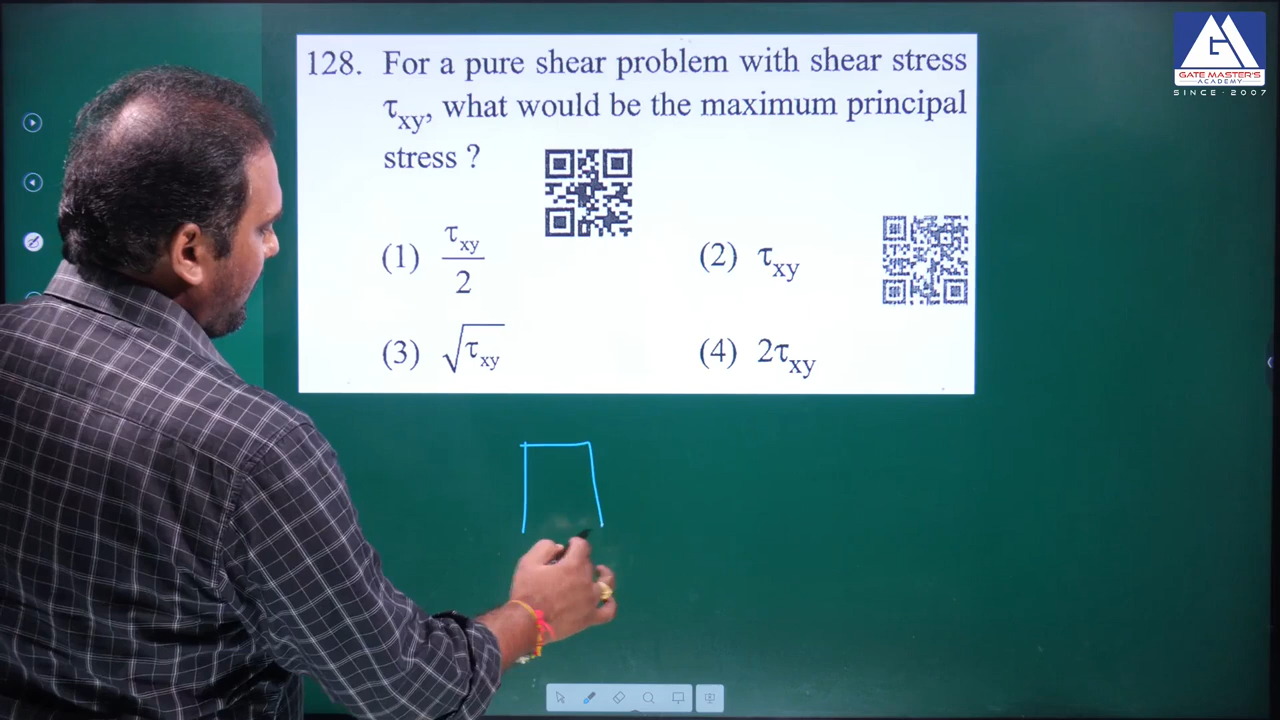 128. For a pure shear problem with shear stress
τxy, what would be the maximum principal
stress ?
(1) τxy/2
(2) τxy
(3) √τxy
(4) 2τxy
GATE MASTER'S
ACADEMY
SINCE - 2007